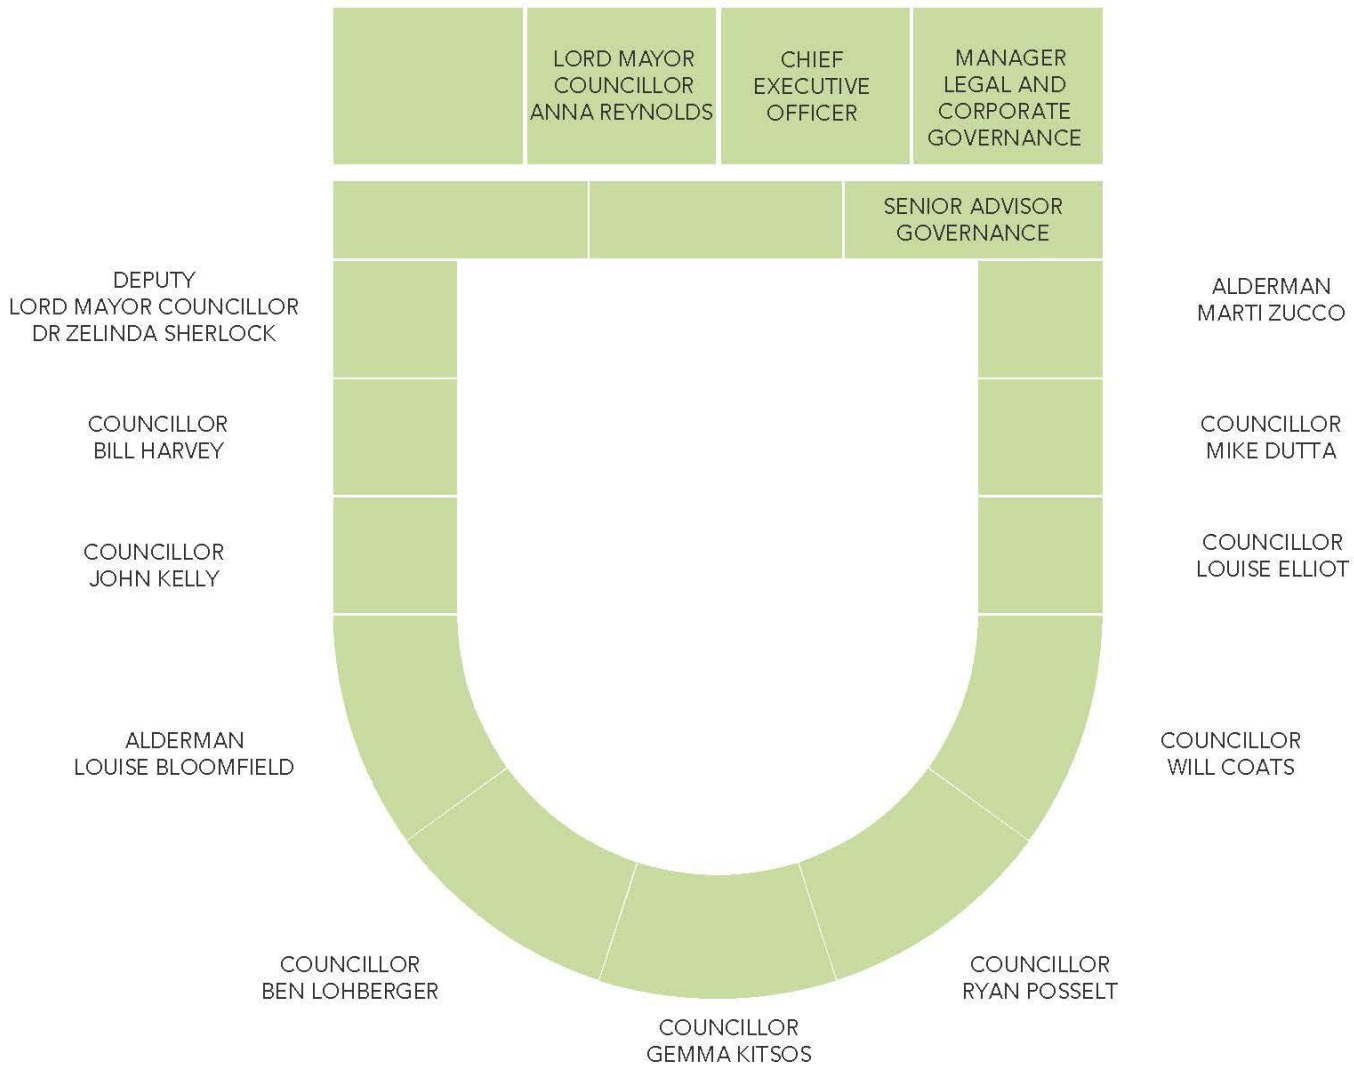 LORD MAYOR
COUNCILLOR
ANNA REYNOLDS
CHIEF
EXECUTIVE
OFFICER
MANAGER
LEGAL AND
CORPORATE
GOVERNANCE
SENIOR ADVISOR
GOVERNANCE
DEPUTY
LORD MAYOR COUNCILLOR
DR ZELINDA SHERLOCK
ALDERMAN
MARTI ZUCCO
COUNCILLOR
BILL HARVEY
COUNCILLOR
MIKE DUTTA
COUNCILLOR
JOHN KELLY
COUNCILLOR
LOUISE ELLIOT
ALDERMAN
LOUISE BLOOMFIELD
COUNCILLOR
WILL COATS
COUNCILLOR
BEN LOHBERGER
COUNCILLOR
RYAN POSSELT
COUNCILLOR
GEMMA KITSOS